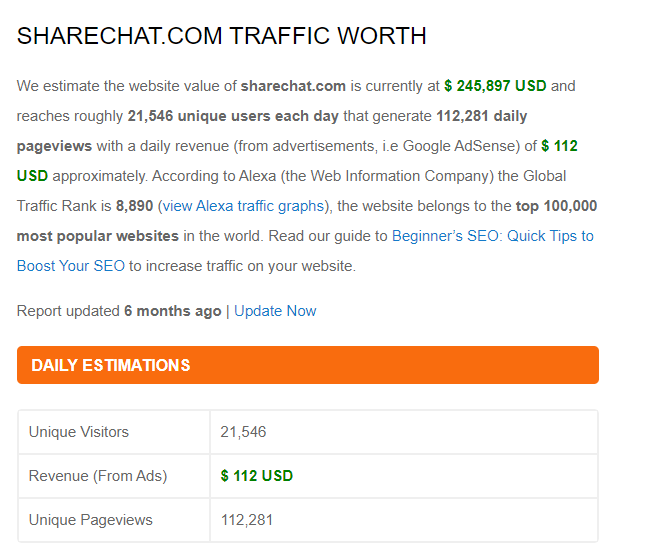 SHARECHAT.COM TRAFFIC WORTH
We estimate the website value of sharechat.com is currently at $ 245,897 USD and
reaches roughly 21,546 unique users each day that generate 112,281 daily
pageviews with a daily revenue (from advertisements, i.e Google AdSense) of $ 112
USD approximately. According to Alexa (the Web Information Company) the Global
Traffic Rank is 8,890 (view Alexa traffic graphs), the website belongs to the top 100,000
most popular websites in the world. Read our guide to Beginner’s SEO: Quick Tips to
Boost Your SEO to increase traffic on your website.
Report updated 6 months ago | Update Now
DAILY ESTIMATIONS
Unique Visitors 21,546
Revenue (From Ads) $ 112 USD
Unique Pageviews 112,281